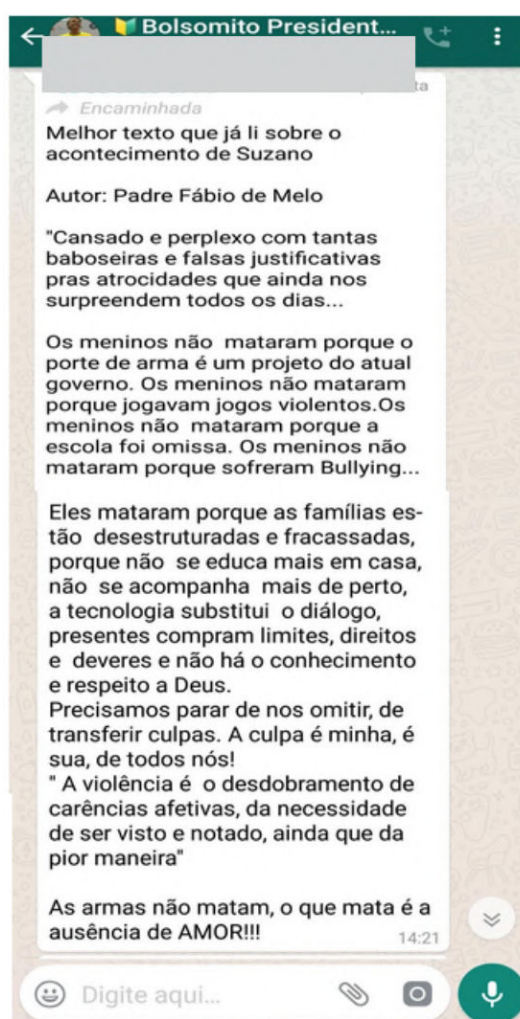 Bolsomito President...
ta
Encaminhada
Melhor texto que já li sobre o
acontecimento de Suzano
Autor: Padre Fábio de Melo
"Cansado e perplexo com tantas
baboseiras e falsas justificativas
pras atrocidades que ainda nos
surpreendem todos os dias...
Os meninos não mataram porque o
porte de arma é um projeto do atual
governo. Os meninos não mataram
porque jogavam jogos violentos.Os
meninos não mataram porque a
escola foi omissa. Os meninos não
mataram porque sofreram Bullying...
Eles mataram porque as famílias es-
tão desestruturadas e fracassadas,
porque não se educa mais em casa,
não se acompanha mais de perto,
a tecnologia substitui o diálogo,
presentes compram limites, direitos
e deveres e não há o conhecimento
e respeito a Deus.
Precisamos parar de nos omitir, de
transferir culpas. A culpa é minha, é
sua, de todos nós!
" A violência é o desdobramento de
carências afetivas, da necessidade
de ser visto e notado, ainda que da
pior maneira"
As armas não matam, o que mata é a
ausência de AMOR!!!
14:21
Digite aqui...